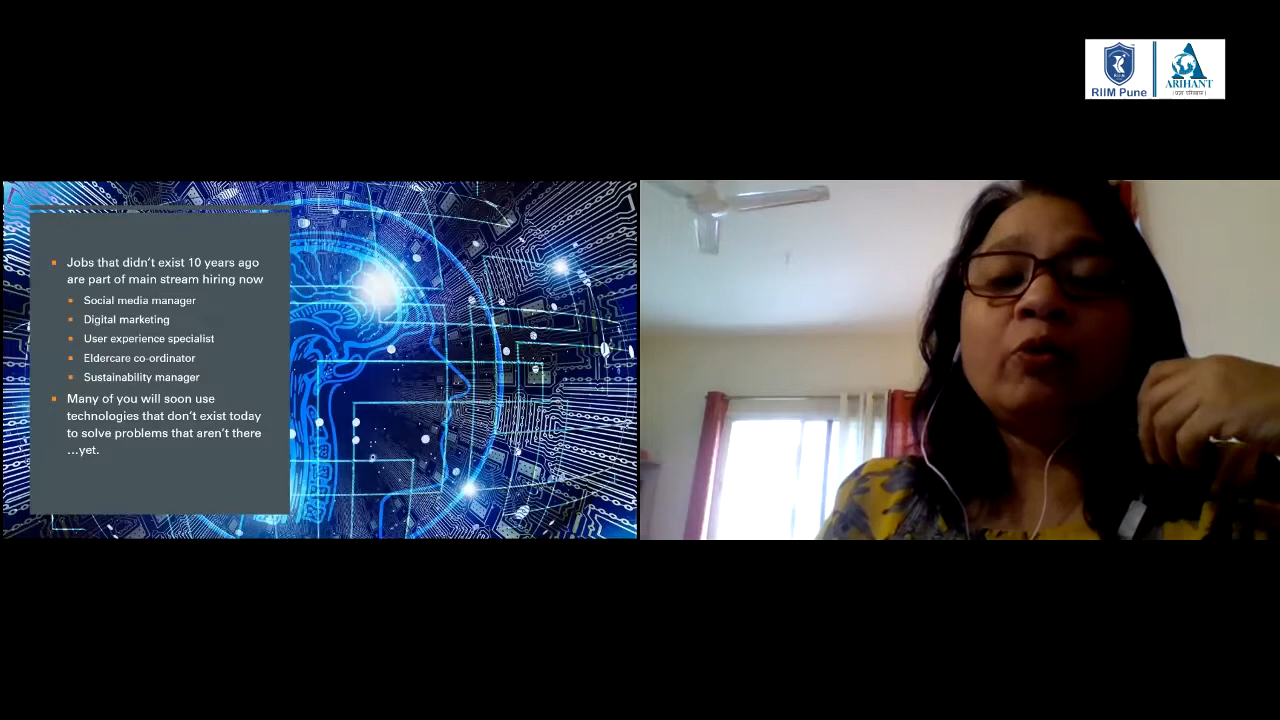 RIIM Pune
ARIHANT
Jobs that didn't exist 10 years ago
are part of main stream hiring now
Social media manager
Digital marketing
User experience specialist
Eldercare co-ordinator
Sustainability manager
Many of you will soon use
technologies that don't exist today
to solve problems that aren't there
...yet.